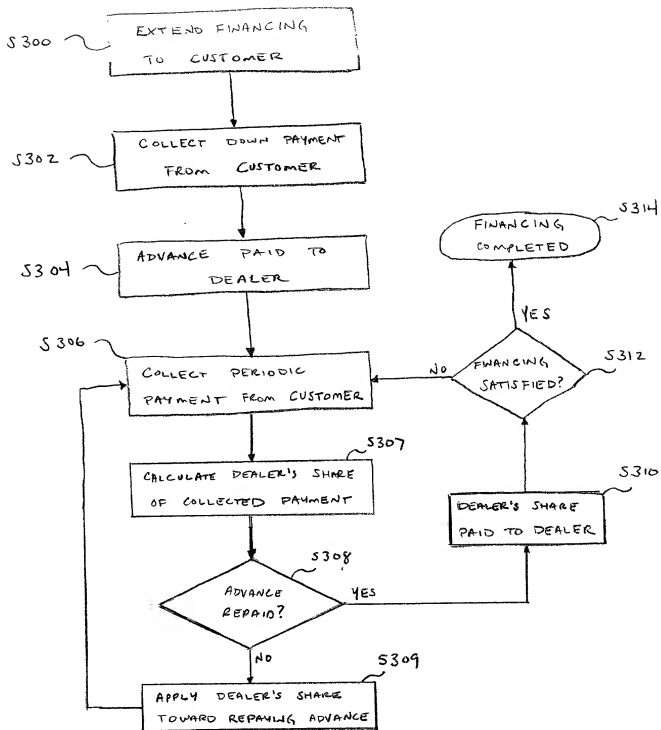 S300
EXTEND FINANCING
TO CUSTOMER
S302
COLLECT DOWN PAYMENT
FROM CUSTOMER
S304
ADVANCE PAID TO
DEALER
S306
COLLECT PERIODIC
PAYMENT FROM CUSTOMER
S307
CALCULATE DEALER'S SHARE
OF COLLECTED PAYMENT
S308
ADVANCE
REPAID?
YES
NO
S309
APPLY DEALER'S SHARE
TOWARD REPAYING ADVANCE
S310
DEALER'S SHARE
PAID TO DEALER
S312
FINANCING
SATISFIED?
NO
YES
S314
FINANCING
COMPLETED